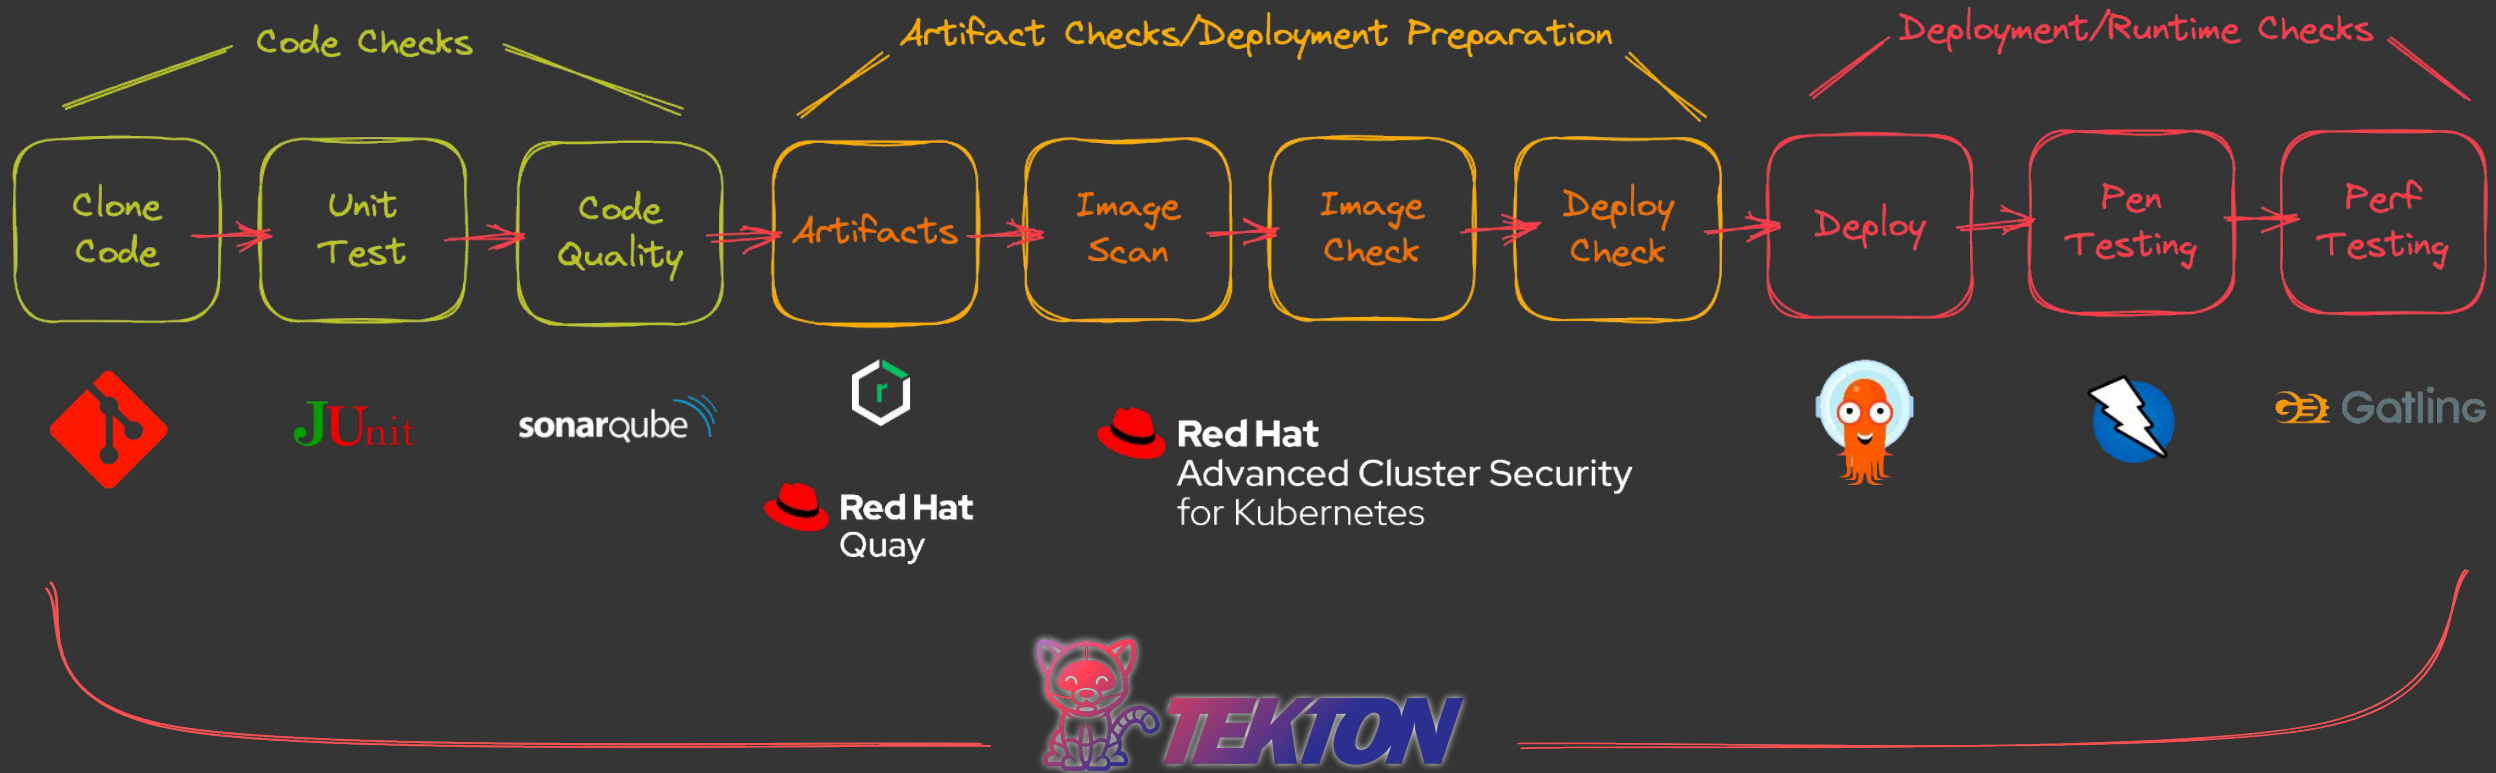 Code Checks
Artifact Checks/Deployment Preparation
Deployment/Runtime Checks
Clone
Code
Unit
Test
Code
Quality
Artifacts
Image
Scan
Image
Check
Deploy
Check
Deploy
Pen
Testing
Perf
Testing
JUnit
sonarqube
r
Red Hat
Quay
Red Hat
Advanced Cluster Security
for Kubernetes
Gatling
TEKTON